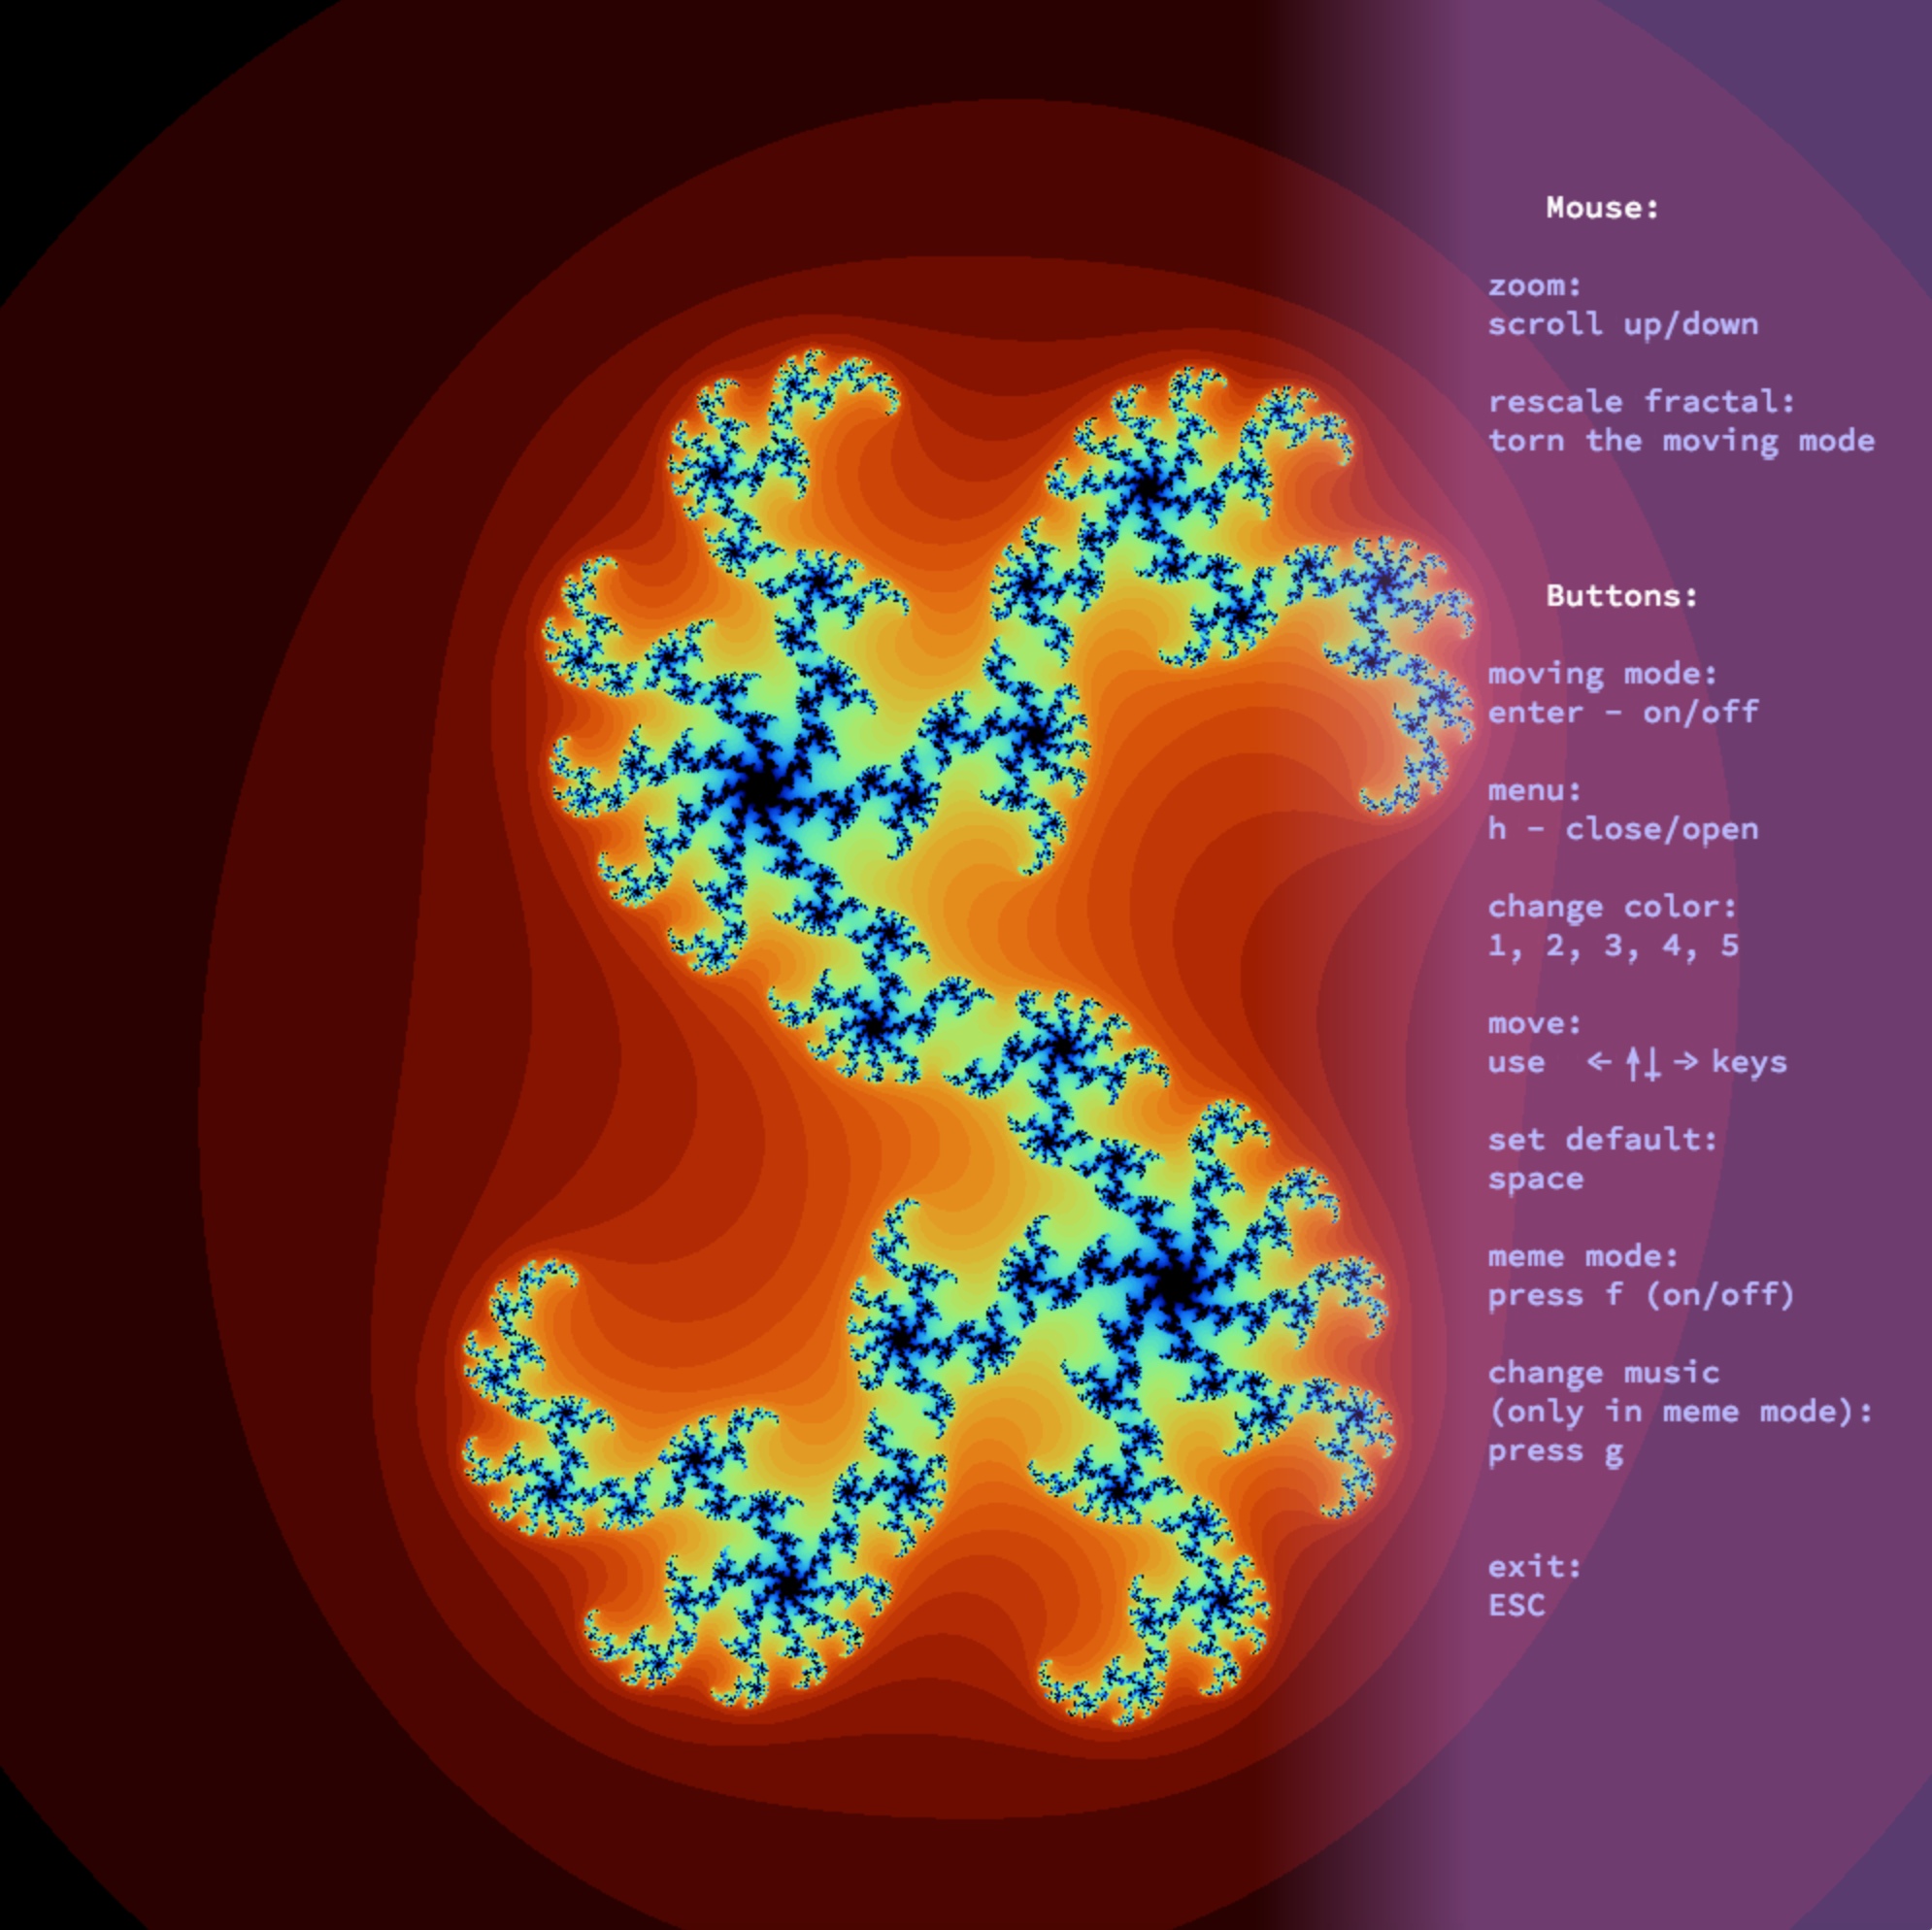 Mouse:
zoom:
scroll up/down
rescale fractal:
torn the moving mode
Buttons:
moving mode:
enter - on/off
menu:
h - close/open
change color:
1, 2, 3, 4, 5
move:
use ←↑↓→ keys
set default:
space
meme mode:
press f (on/off)
change music
(only in meme mode):
press g
exit:
ESC